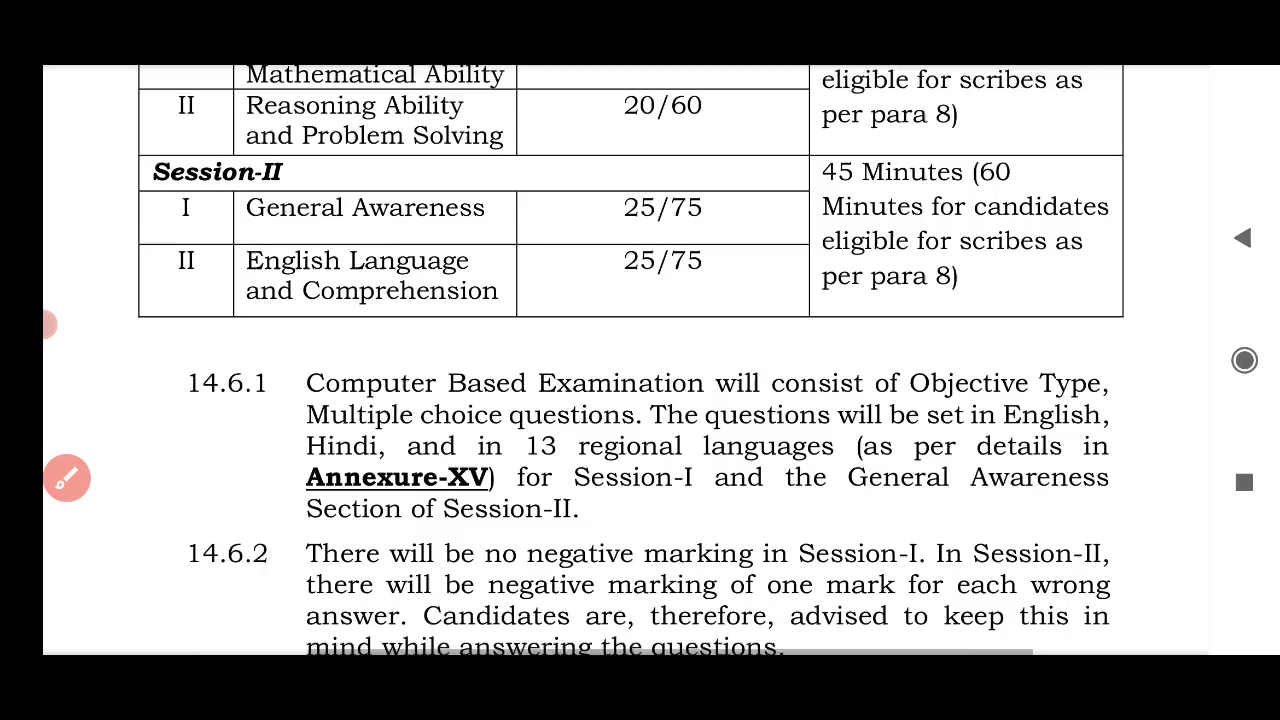 Mathematical Ability
eligible for scribes as
per para 8)
II Reasoning Ability 20/60
and Problem Solving
Session-II
45 Minutes (60
Minutes for candidates
eligible for scribes as
per para 8)
I General Awareness 25/75
II English Language 25/75
and Comprehension
14.6.1 Computer Based Examination will consist of Objective Type,
Multiple choice questions. The questions will be set in English,
Hindi, and in 13 regional languages (as per details in
Annexure-XV) for Session-I and the General Awareness
Section of Session-II.
14.6.2 There will be no negative marking in Session-I. In Session-II,
there will be negative marking of one mark for each wrong
answer. Candidates are, therefore, advised to keep this in
mind while answering the questions.